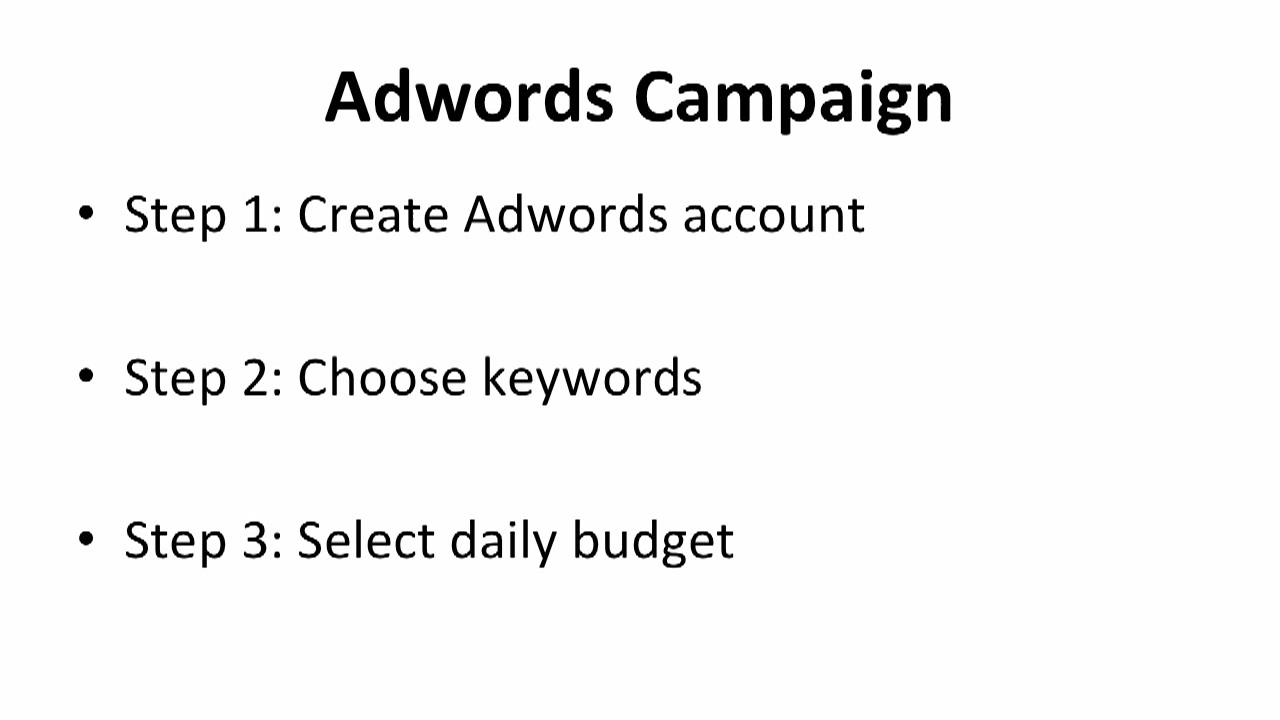 Adwords Campaign
• Step 1: Create Adwords account
• Step 2: Choose keywords
• Step 3: Select daily budget